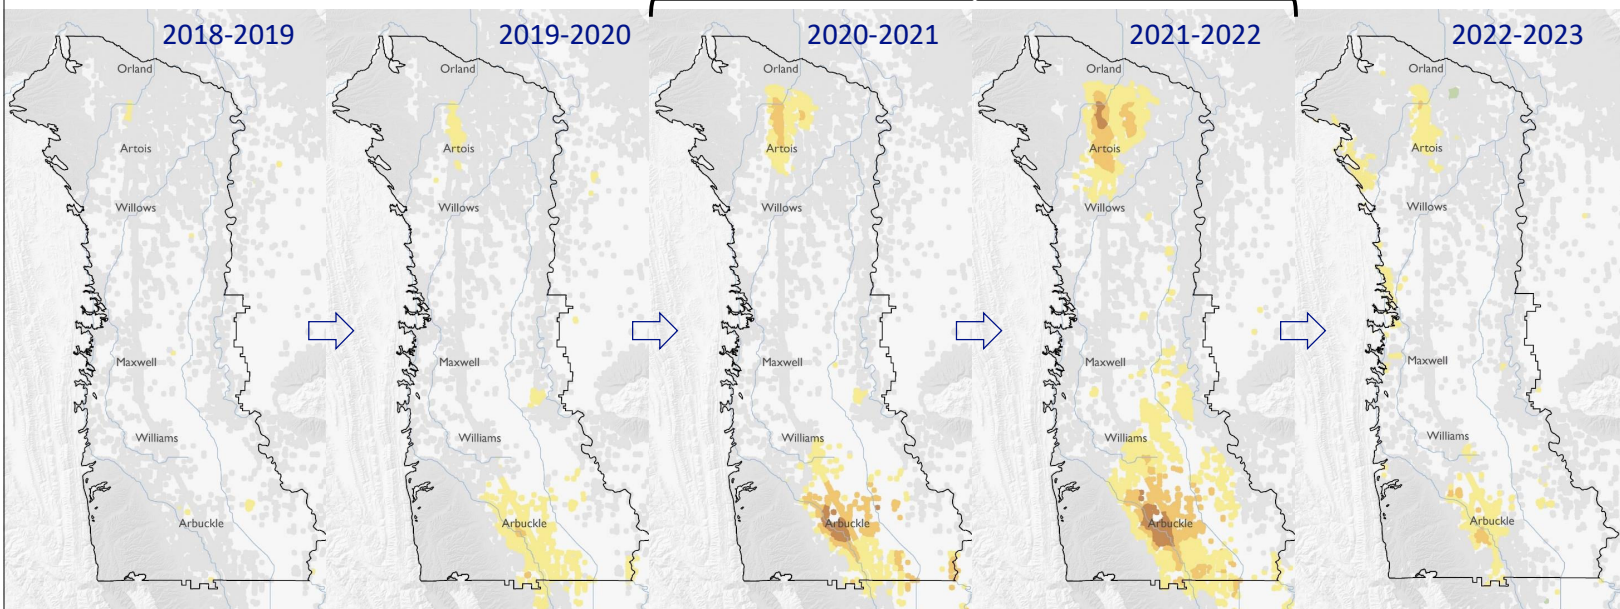 2018-2019
2019-2020
2020-2021
2021-2022
2022-2023
Orland
Artois
Willows
Maxwell
Williams
Arbuckle
Orland
Artois
Willows
Maxwell
Williams
Arbuckle
Orland
Artois
Willows
Maxwell
Williams
Arbuckle
Orland
Artois
Willows
Maxwell
Williams
Arbuckle
Orland
Artois
Willows
Maxwell
Williams
Arbuckle